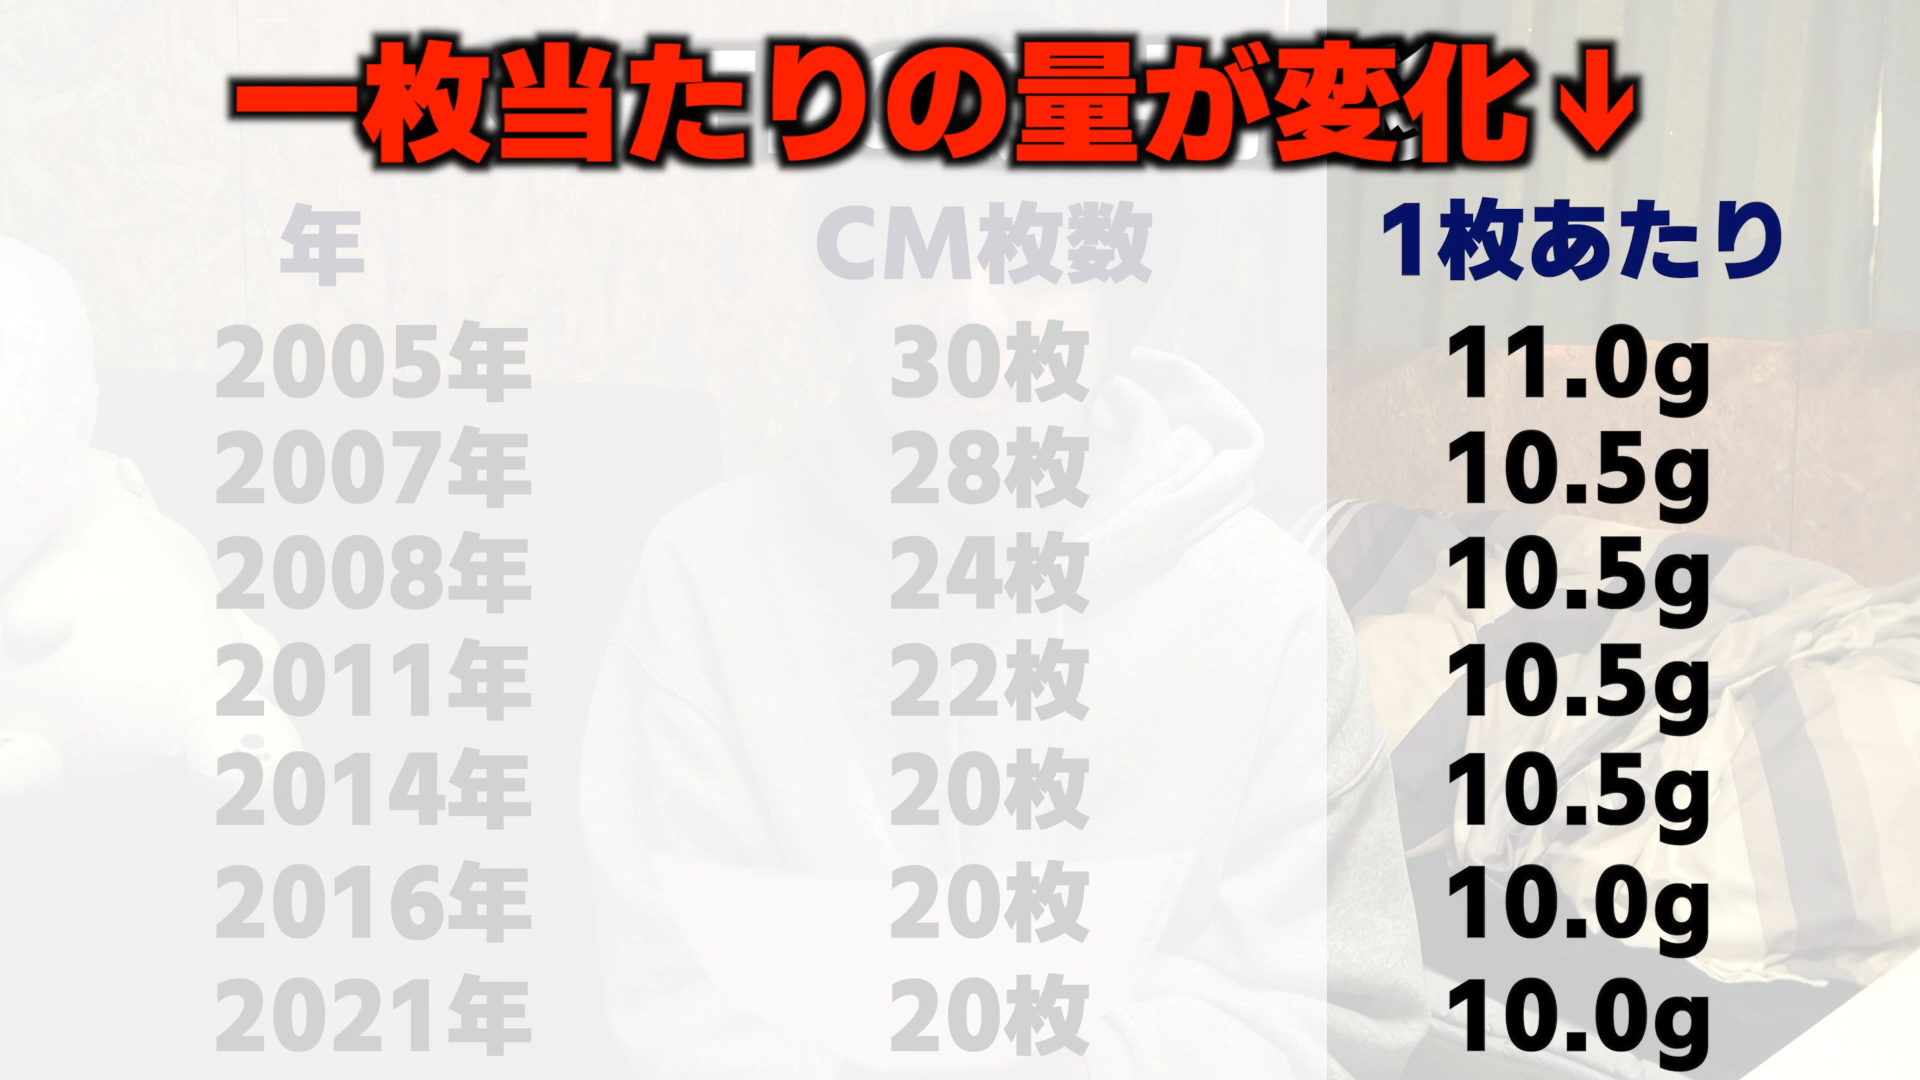 一枚当たりの量が変化↓
年 CM枚数 1枚あたり
2005年 30枚 11.0g
2007年 28枚 10.5g
2008年 24枚 10.5g
2011年 22枚 10.5g
2014年 20枚 10.5g
2016年 20枚 10.0g
2021年 20枚 10.0g